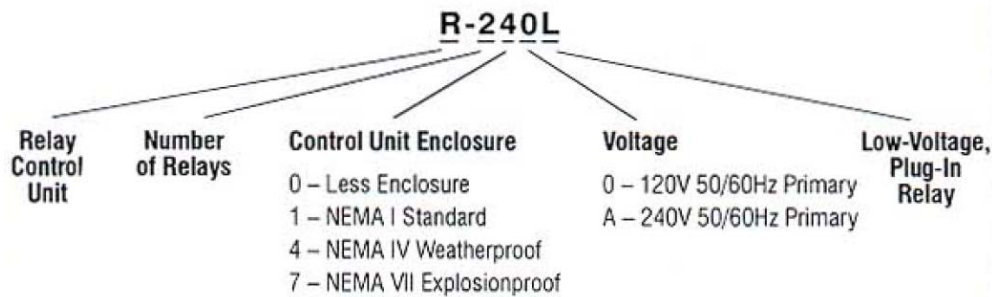 R-240L
Relay Control Unit
Number of Relays
Control Unit Enclosure
0 – Less Enclosure
1 – NEMA I Standard
4 – NEMA IV Weatherproof
7 – NEMA VII Explosionproof
Voltage
0 – 120V 50/60Hz Primary
A – 240V 50/60Hz Primary
Low-Voltage,
Plug-In
Relay